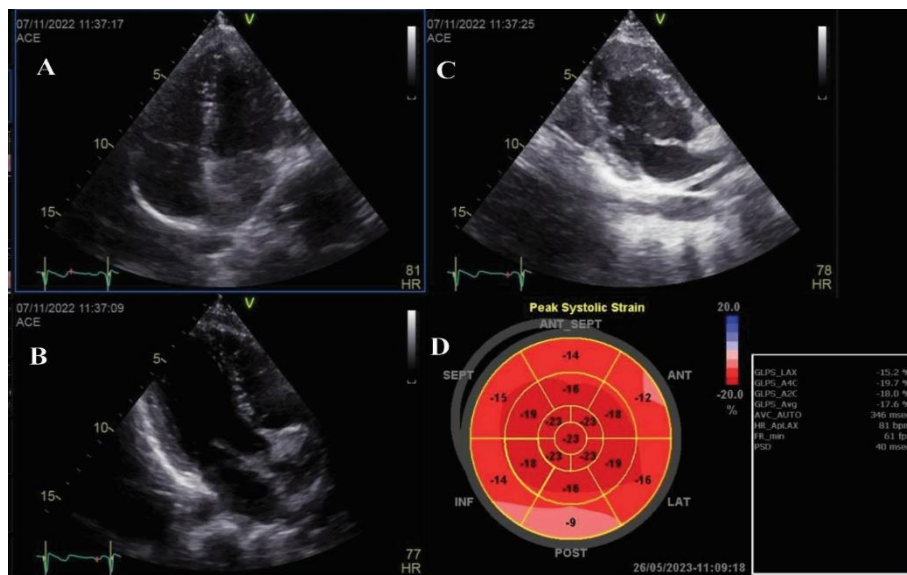 07/11/2022 11:37:17
ACE
A
V
5
10
15
81
HR
07/11/2022 11:37:25
ACE
C
V
5
10
15
78
HR
07/11/2022 11:37:09
ACE
B
V
5
10
15
77
HR
D
Peak Systolic Strain
ANT_SEPT
SEPT
ANT
INF
LAT
POST
-14
-15
-12
-16
-19
-18
-23
-23
-23
-23
-23
-18
-19
-14
-16
-16
-9
20.0
-20.0
%
26/05/2023-11:09:18
GLPS_LAX -15.2 %
GLPS_A4C -19.7 %
GLPS_A2C -18.0 %
GLPS_Avg -17.6 %
AVC_AUTO 346 msec
HR_ApLAX 81 bpm
FR_min 61 fp
PSD 40 msec